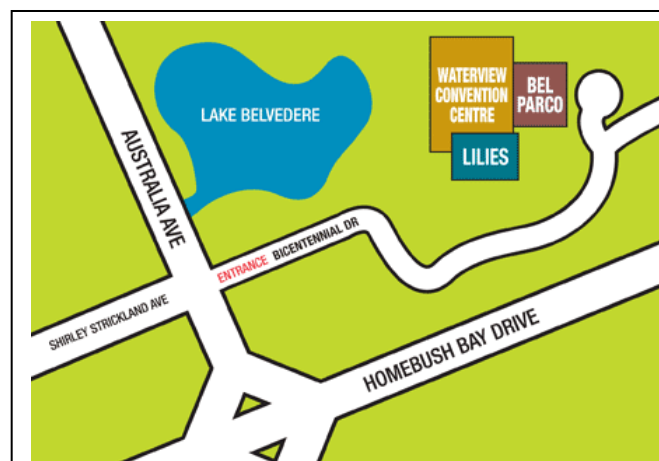 LAKE BELVEDERE
WATERVIEW
CONVENTION
CENTRE
BEL
PARCO
LILIES
AUSTRALIA AVE
ENTRANCE BICENTENNIAL DR
SHIRLEY STRICKLAND AVE
HOMEBUSH BAY DRIVE